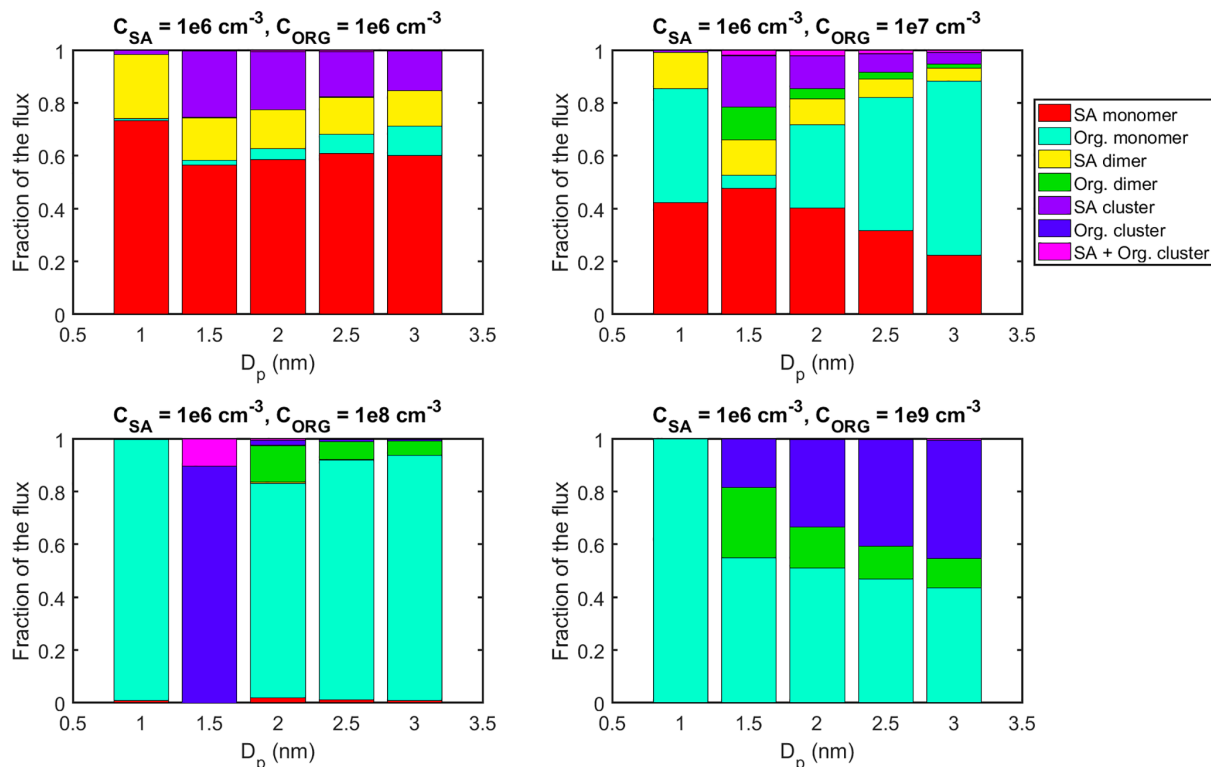 C_SA = 1e6 cm^-3, C_ORG = 1e6 cm^-3
1
0.8
0.6
0.4
0.2
0
Fraction of the flux
0.5 1 1.5 2 2.5 3 3.5
D_p (nm)
C_SA = 1e6 cm^-3, C_ORG = 1e7 cm^-3
1
0.8
0.6
0.4
0.2
0
Fraction of the flux
0.5 1 1.5 2 2.5 3 3.5
D_p (nm)
SA monomer
Org. monomer
SA dimer
Org. dimer
SA cluster
Org. cluster
SA + Org. cluster
C_SA = 1e6 cm^-3, C_ORG = 1e8 cm^-3
1
0.8
0.6
0.4
0.2
0
Fraction of the flux
0.5 1 1.5 2 2.5 3 3.5
D_p (nm)
C_SA = 1e6 cm^-3, C_ORG = 1e9 cm^-3
1
0.8
0.6
0.4
0.2
0
Fraction of the flux
0.5 1 1.5 2 2.5 3 3.5
D_p (nm)